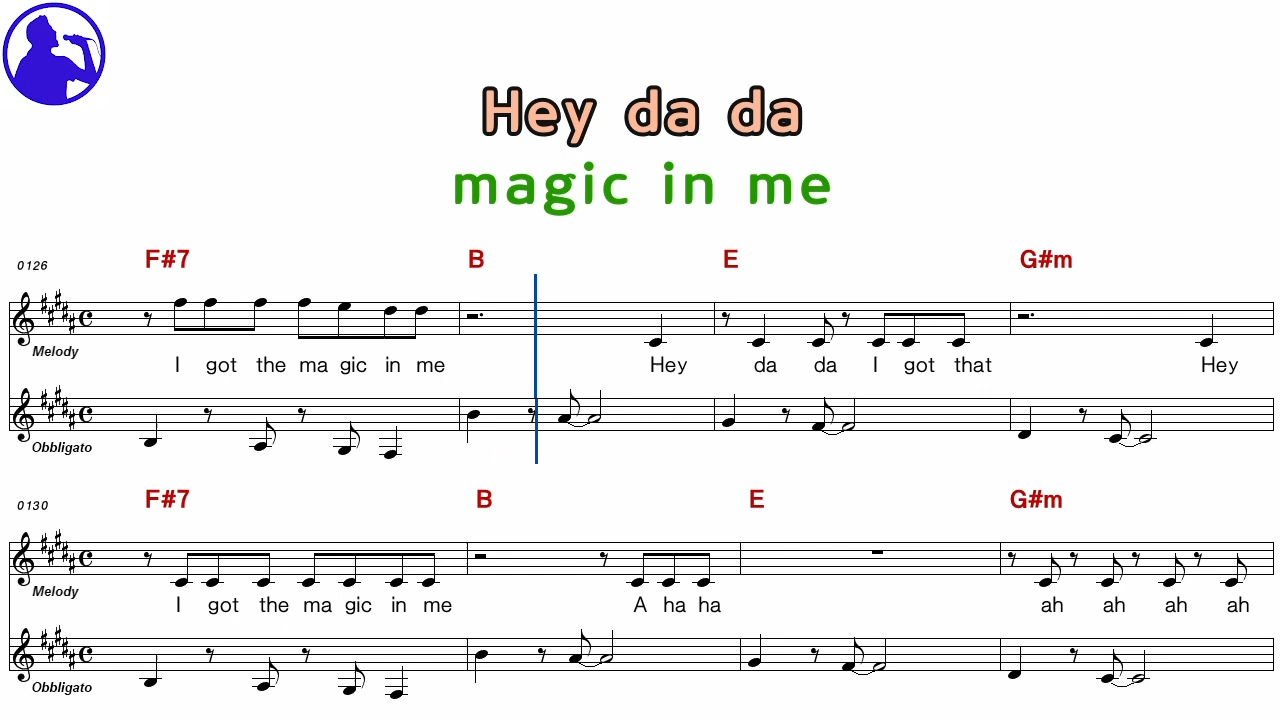 Hey da da
magic in me
0126 F#7 B E G#m
Melody
I got the ma gic in me Hey da da I got that Hey
Obbligato
0130 F#7 B E G#m
Melody
I got the ma gic in me A ha ha ah ah ah ah
Obbligato